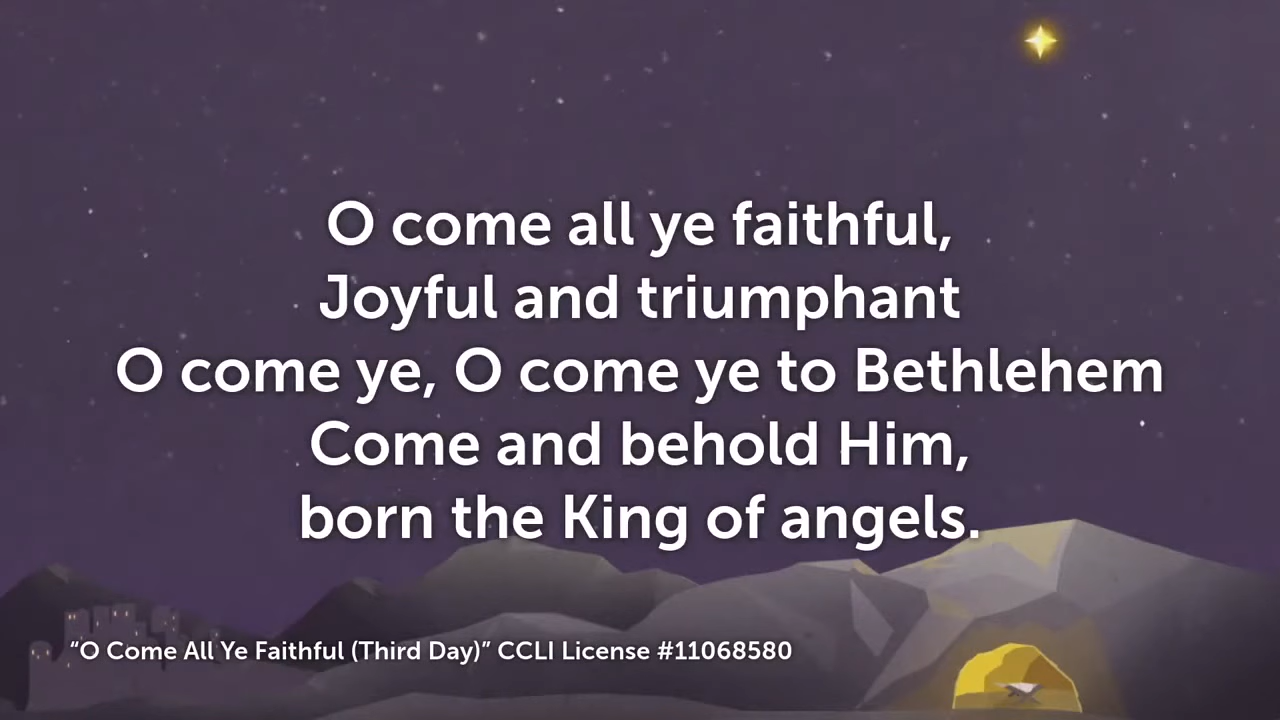 O come all ye faithful,
Joyful and triumphant
O come ye, O come ye to Bethlehem
Come and behold Him,
born the King of angels.
“O Come All Ye Faithful (Third Day)” CCLI License #11068580